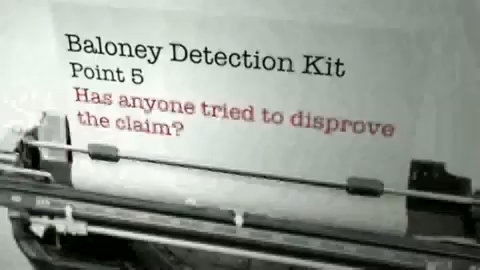 Baloney Detection Kit
Point 5
Has anyone tried to disprove
the claim?